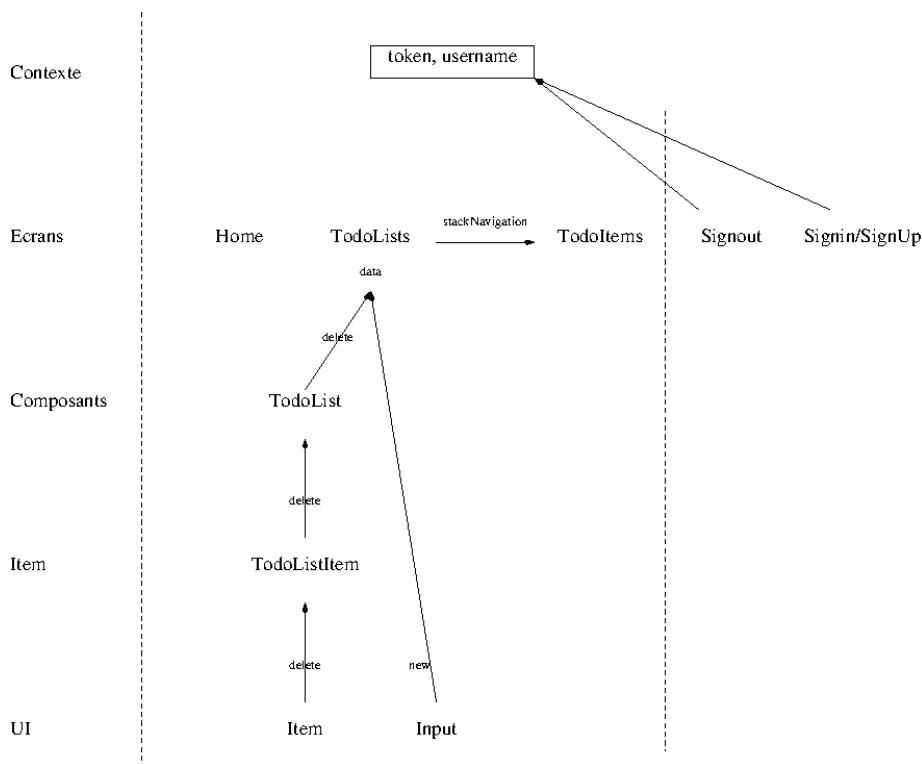 token, username
Contexte
stackNavigation
Ecrans Home TodoLists TodoItems Signout Signin/SignUp
data
delete
Composants TodoList
delete
Item TodoListItem
delete new
UI Item Input